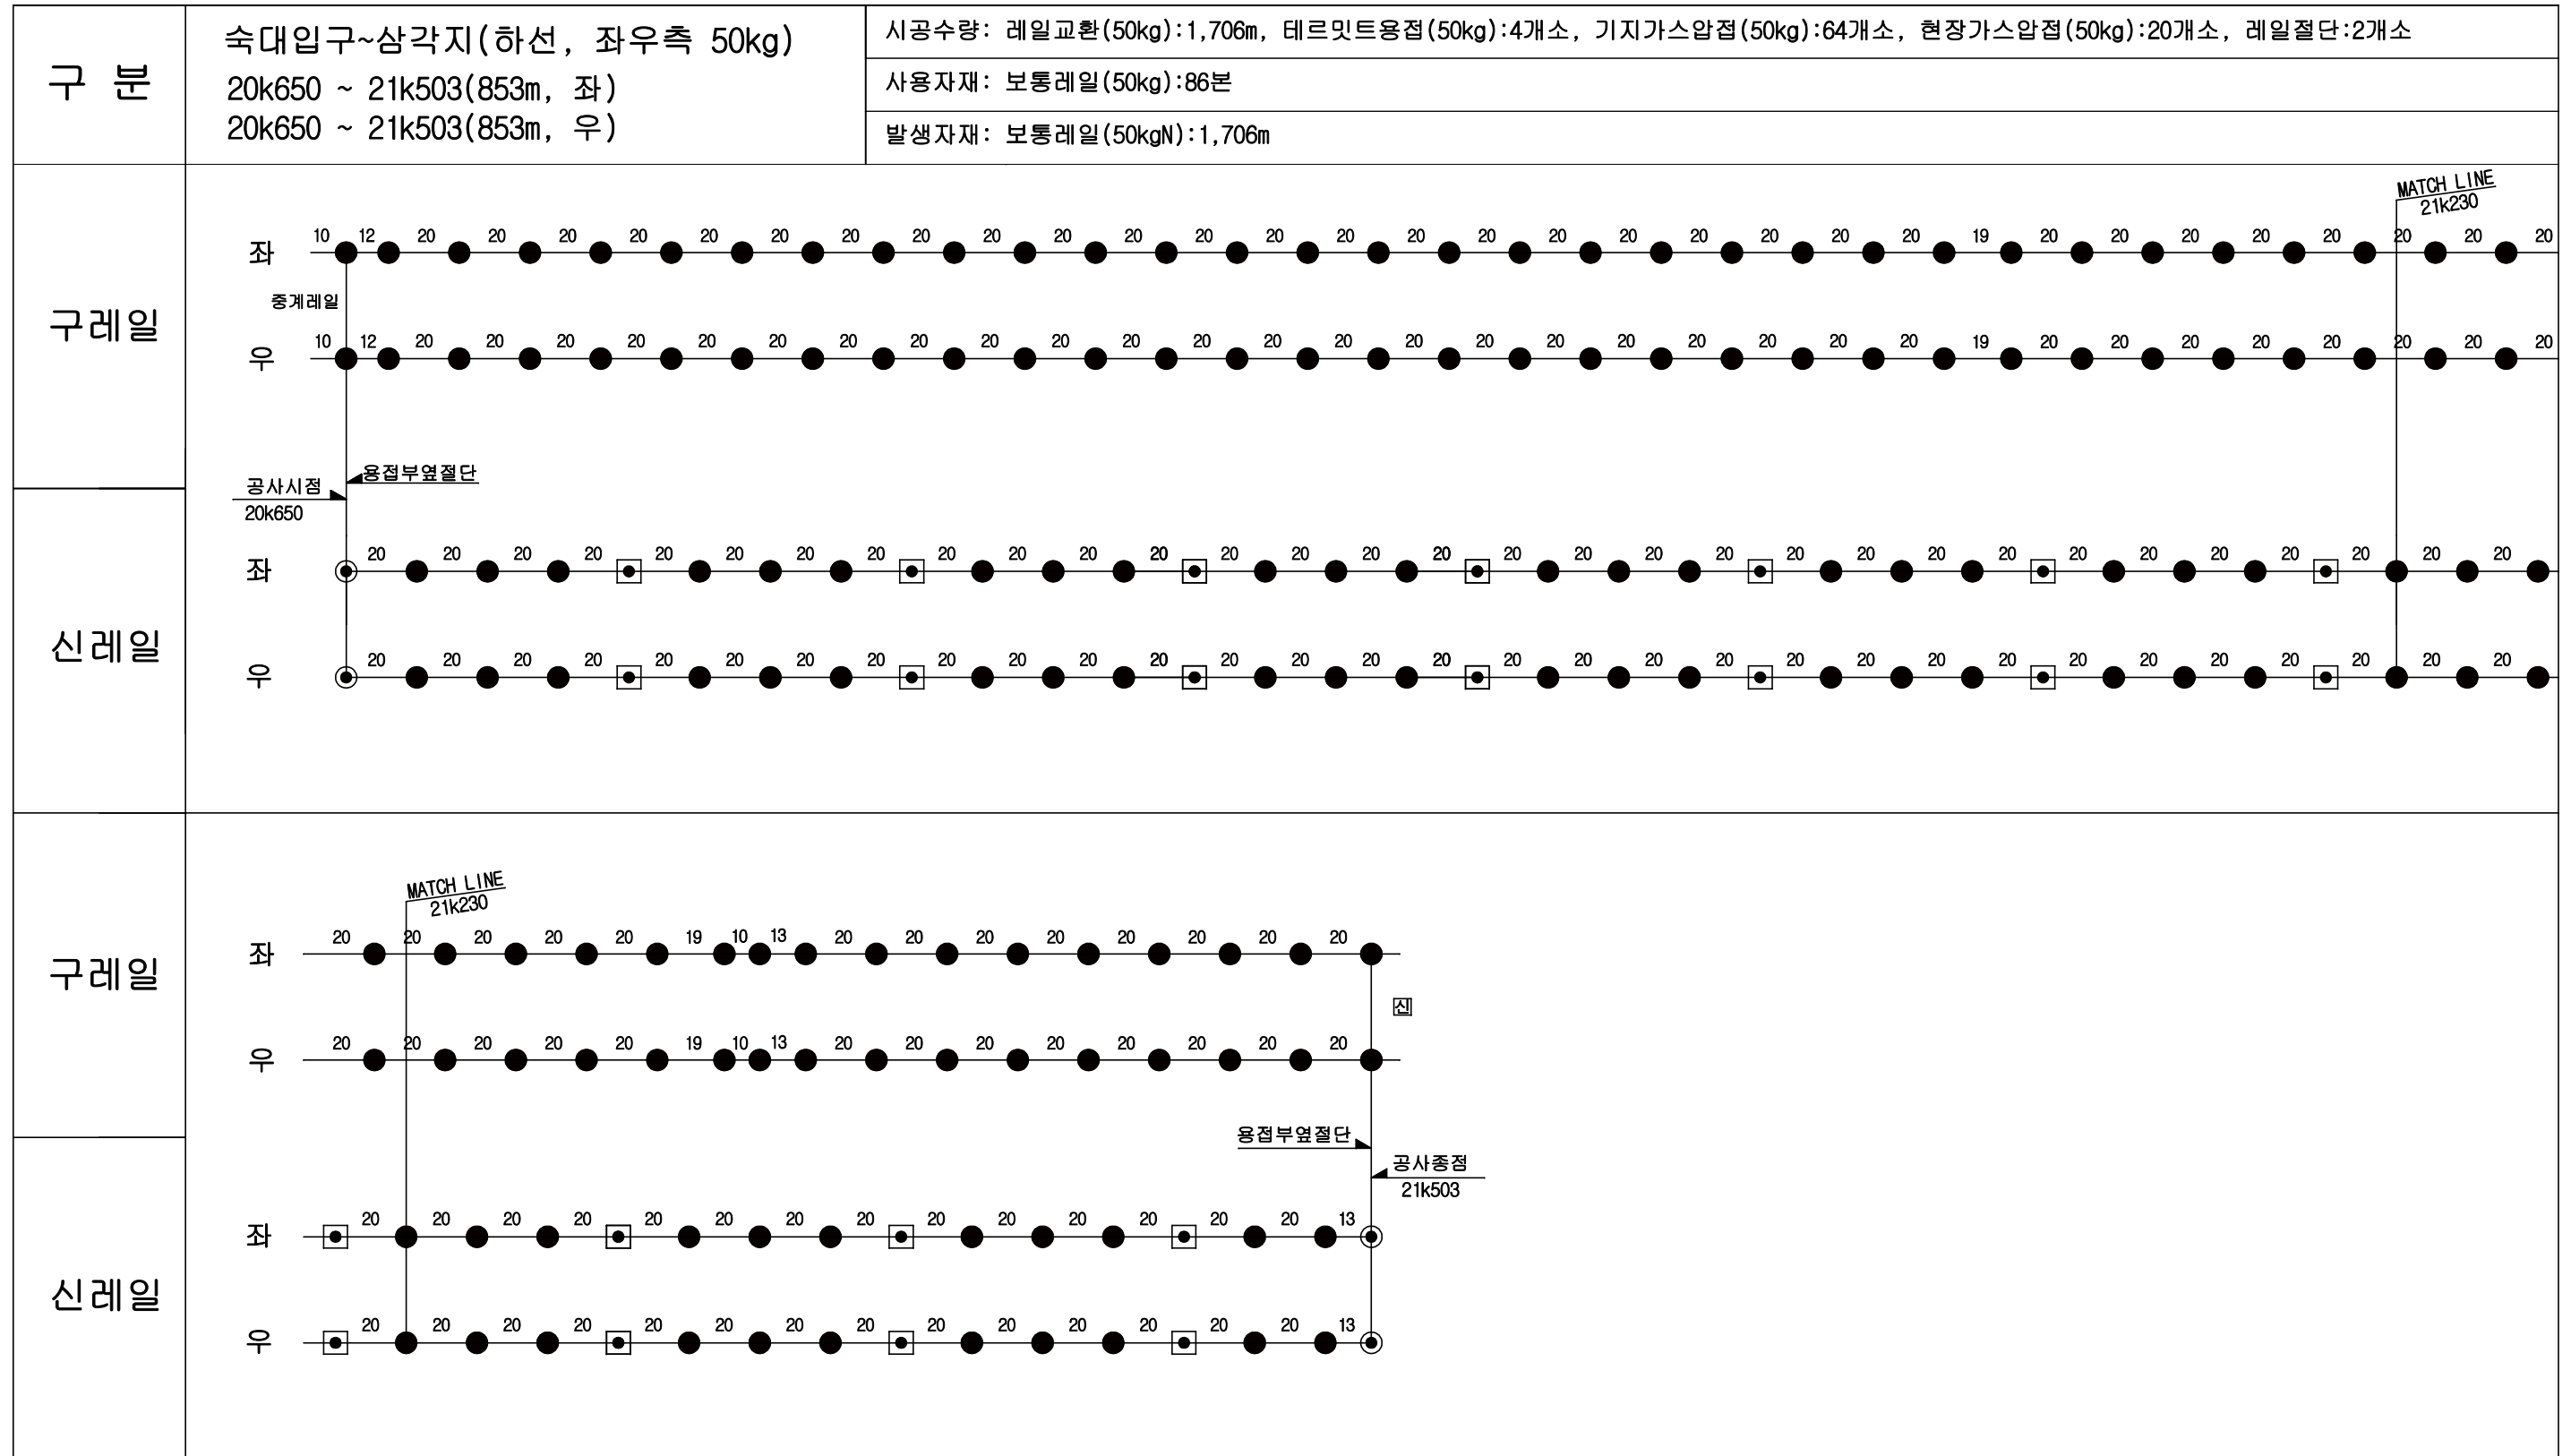 구 분
숙대입구~삼각지(하선, 좌우측 50kg)
20k650 ~ 21k503(853m, 좌)
20k650 ~ 21k503(853m, 우)
시공수량: 레일교환(50kg):1,706m, 테르밋트용접(50kg):4개소, 기지가스압접(50kg):64개소, 현장가스압접(50kg):20개소, 레일절단:2개소
사용자재: 보통레일(50kg):86본
발생자재: 보통레일(50kgN):1,706m
구레일
MATCH LINE
21k230
좌 10 12 20 20 20 20 20 20 20 20 20 20 20 20 20 20 20 20 20 20 20 20 20 20 19 20 20 20 20 20 20 20 20
중계레일
우 10 12 20 20 20 20 20 20 20 20 20 20 20 20 20 20 20 20 20 20 20 20 20 20 19 20 20 20 20 20 20 20 20
용접부옆절단
공사시점
20k650
신레일
좌 20 20 20 20 20 20 20 20 20 20 20 20 20 20 20 20 20 20 20 20 20 20 20 20 20 20 20 20 20 20 20
우 20 20 20 20 20 20 20 20 20 20 20 20 20 20 20 20 20 20 20 20 20 20 20 20 20 20 20 20 20 20 20
구레일
MATCH LINE
21k230
좌 20 20 20 20 20 19 10 13 20 20 20 20 20 20 20 20
신
우 20 20 20 20 20 19 10 13 20 20 20 20 20 20 20 20
용접부옆절단
공사종점
21k503
신레일
좌 20 20 20 20 20 20 20 20 20 20 20 20 20 20 13
우 20 20 20 20 20 20 20 20 20 20 20 20 20 20 13